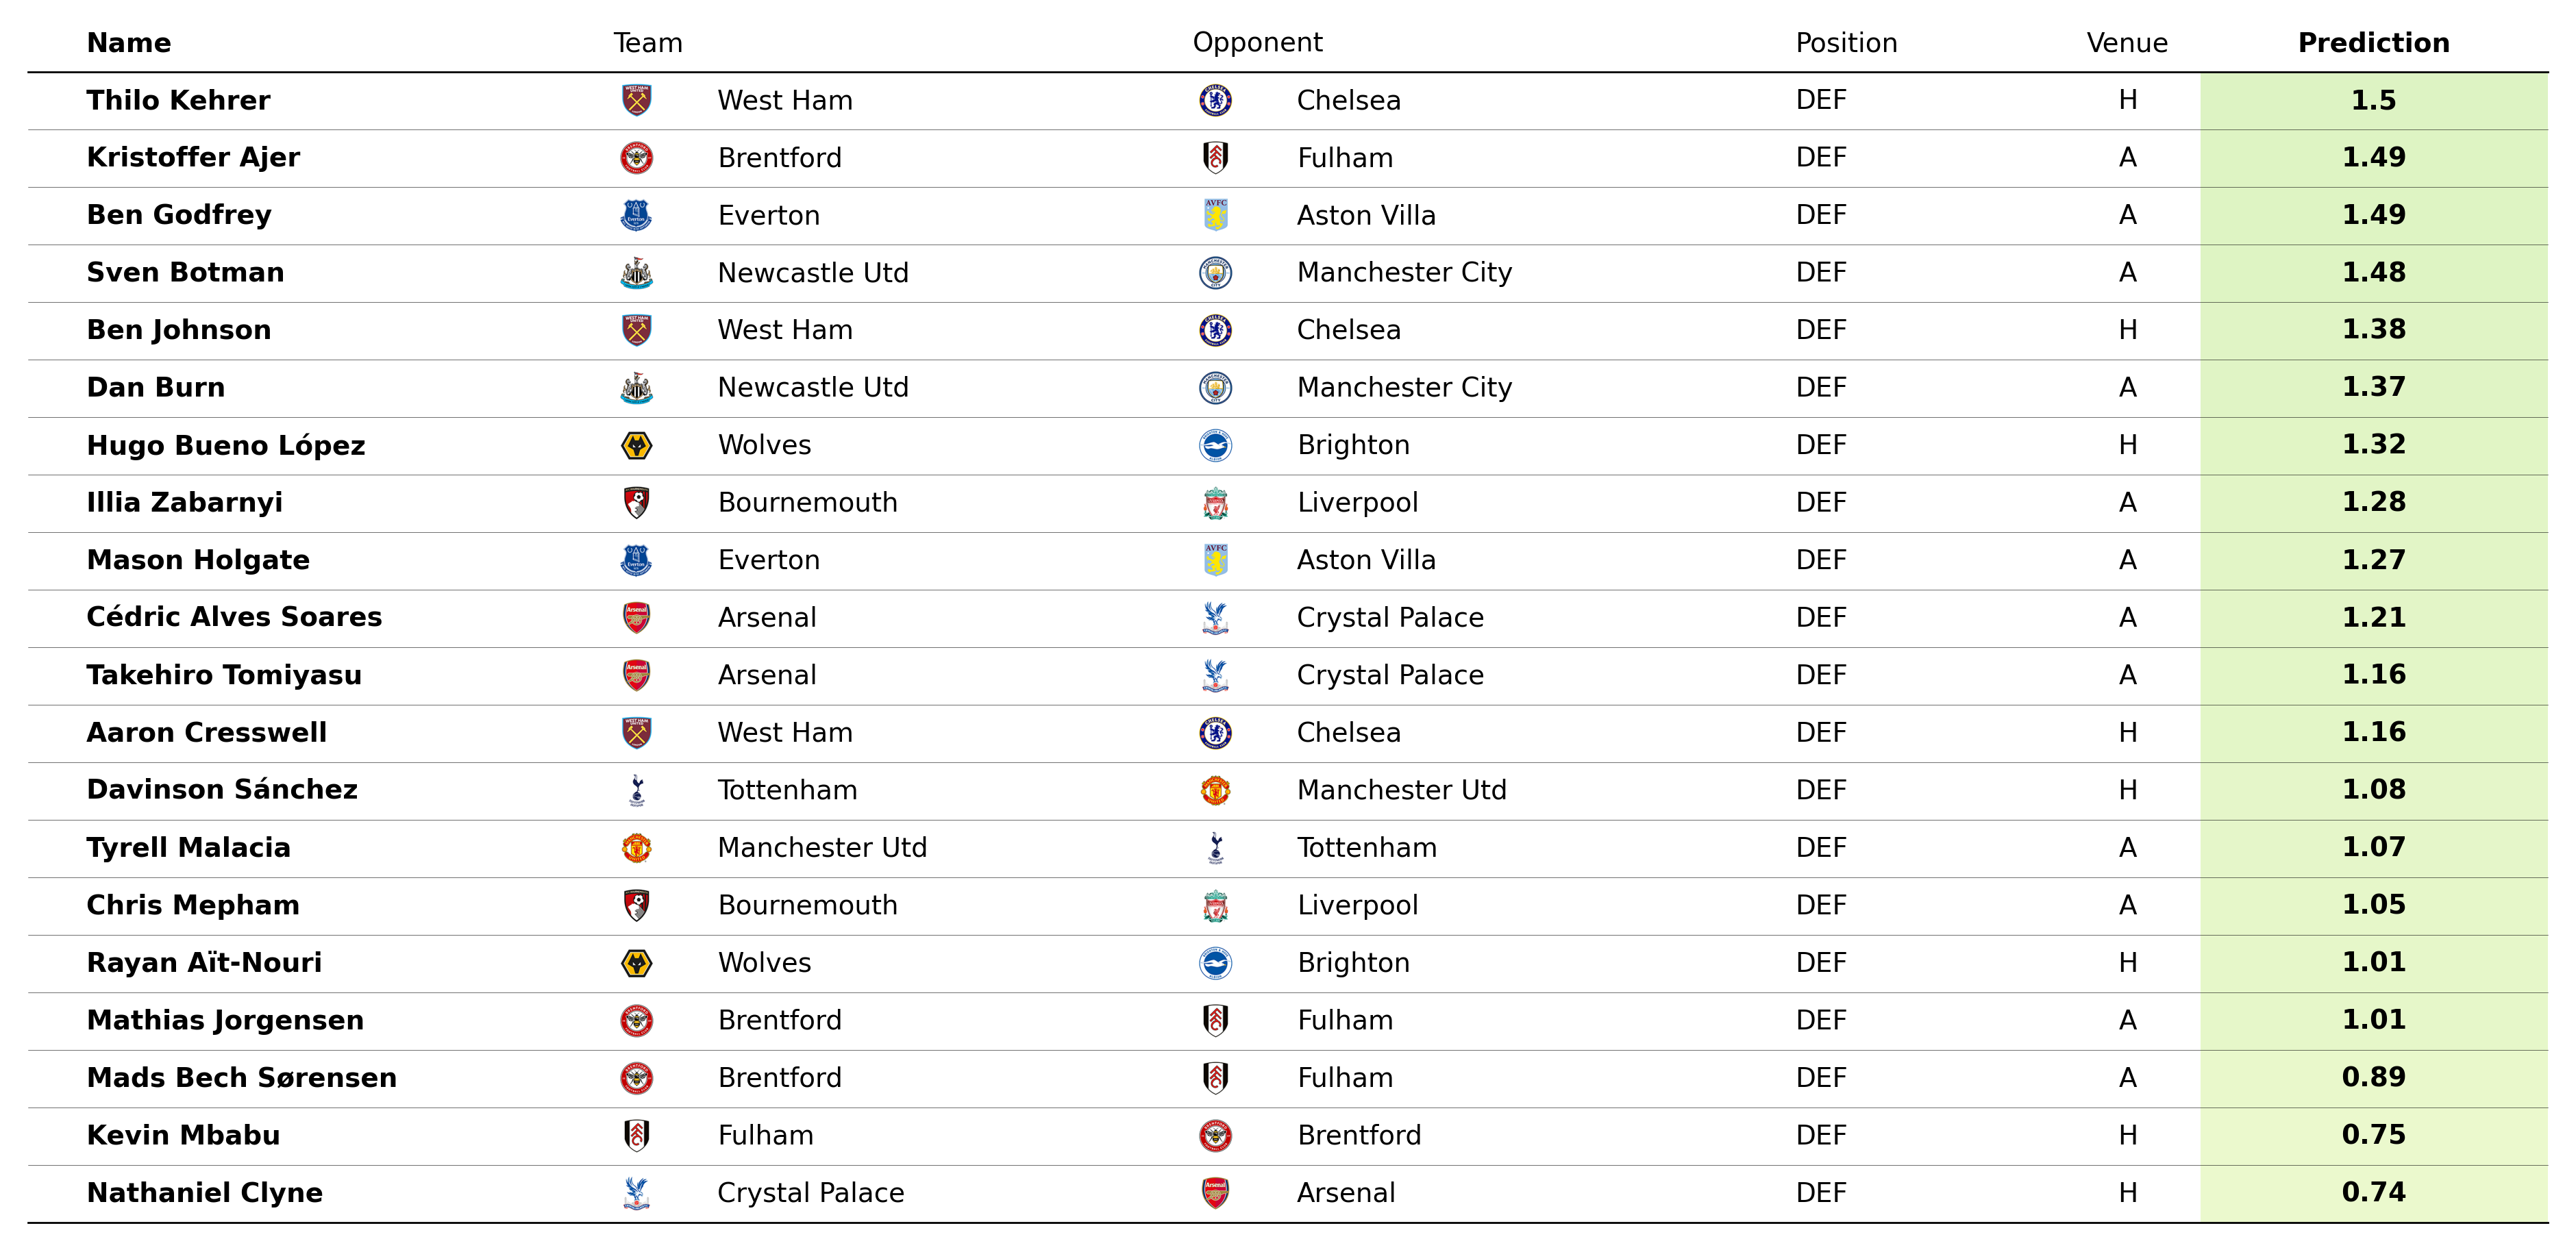 Name Team Opponent Position Venue Prediction
Thilo Kehrer West Ham Chelsea DEF H 1.5
Kristoffer Ajer Brentford Fulham DEF A 1.49
Ben Godfrey Everton Aston Villa DEF A 1.49
Sven Botman Newcastle Utd Manchester City DEF A 1.48
Ben Johnson West Ham Chelsea DEF H 1.38
Dan Burn Newcastle Utd Manchester City DEF A 1.37
Hugo Bueno López Wolves Brighton DEF H 1.32
Illia Zabarnyi Bournemouth Liverpool DEF A 1.28
Mason Holgate Everton Aston Villa DEF A 1.27
Cédric Alves Soares Arsenal Crystal Palace DEF A 1.21
Takehiro Tomiyasu Arsenal Crystal Palace DEF A 1.16
Aaron Cresswell West Ham Chelsea DEF H 1.16
Davinson Sánchez Tottenham Manchester Utd DEF H 1.08
Tyrell Malacia Manchester Utd Tottenham DEF A 1.07
Chris Mepham Bournemouth Liverpool DEF A 1.05
Rayan Aït-Nouri Wolves Brighton DEF H 1.01
Mathias Jorgensen Brentford Fulham DEF A 1.01
Mads Bech Sørensen Brentford Fulham DEF A 0.89
Kevin Mbabu Fulham Brentford DEF H 0.75
Nathaniel Clyne Crystal Palace Arsenal DEF H 0.74